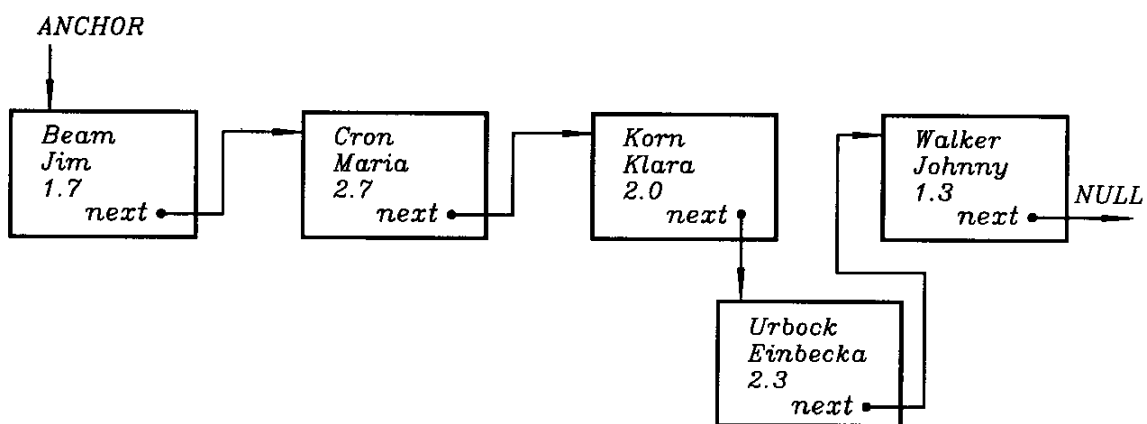 ANCHOR
Beam
Jim
1.7
next
Cron
Maria
2.7
next
Korn
Klara
2.0
next
Urbock
Einbecka
2.3
next
Walker
Johnny
1.3
next
NULL